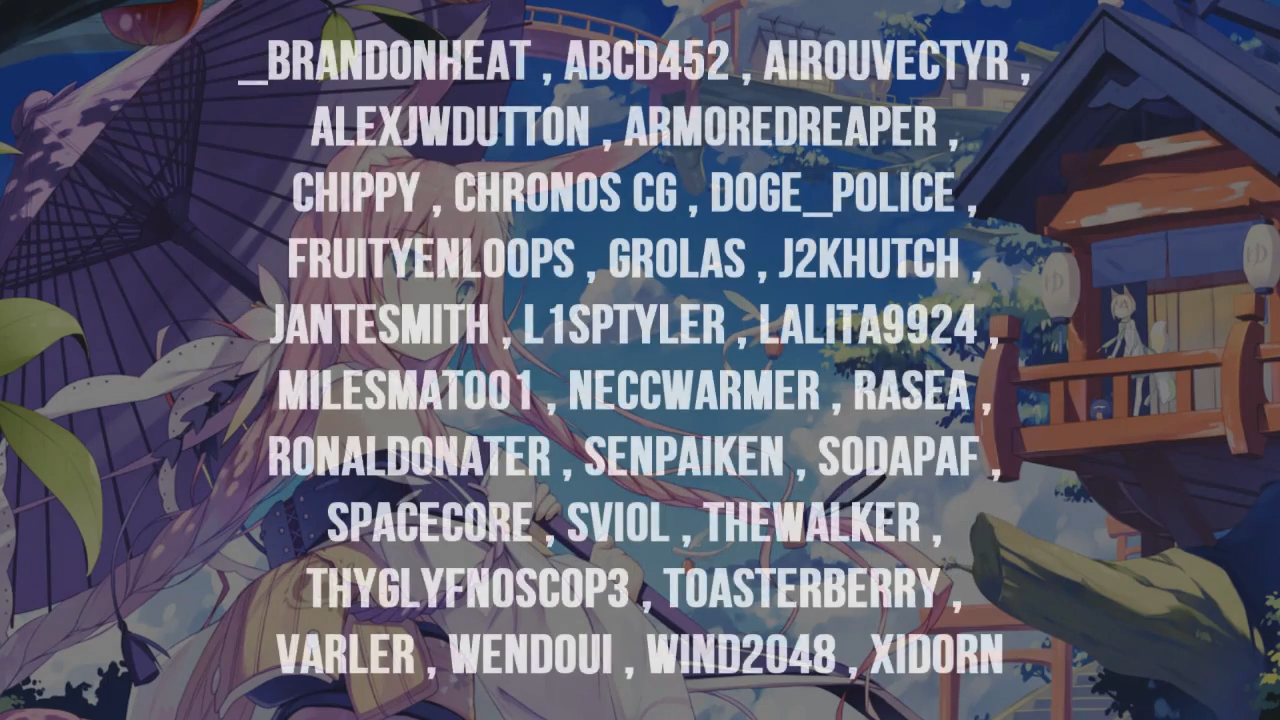 _BRANDONHEAT , ABCD452 , AIROUVECTYR ,
ALEXJWDUTTON , ARMOREDREAPER ,
CHIPPY , CHRONOS CG , DOGE_POLICE ,
FRUITYENLOOPS , GROLAS , J2KHUTCH ,
JANTESMITH , L1SPTYLER , LALITA9924 ,
MILESMAT001 , NECCWARMER , RASEA ,
RONALDONATER , SENPAIKEN , SODAPAF ,
SPACECORE , SVIOL , THEWALKER ,
THYGLYFNOSCOP3 , TOASTERBERRY ,
VARLER , WENDOUI , WIND2048 , XIDORN